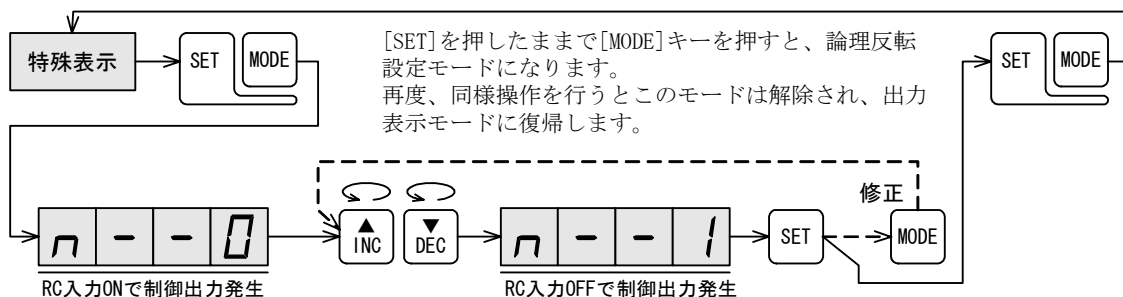 特殊表示
SET
MODE
[SET]を押したままで[MODE]キーを押すと、論理反転
設定モードになります。
再度、同様操作を行うとこのモードは解除され、出力
表示モードに復帰します。
SET
MODE
n - - 0
▲
INC
▼
DEC
n - - 1
SET
修正
MODE
RC入力ONで制御出力発生
RC入力OFFで制御出力発生